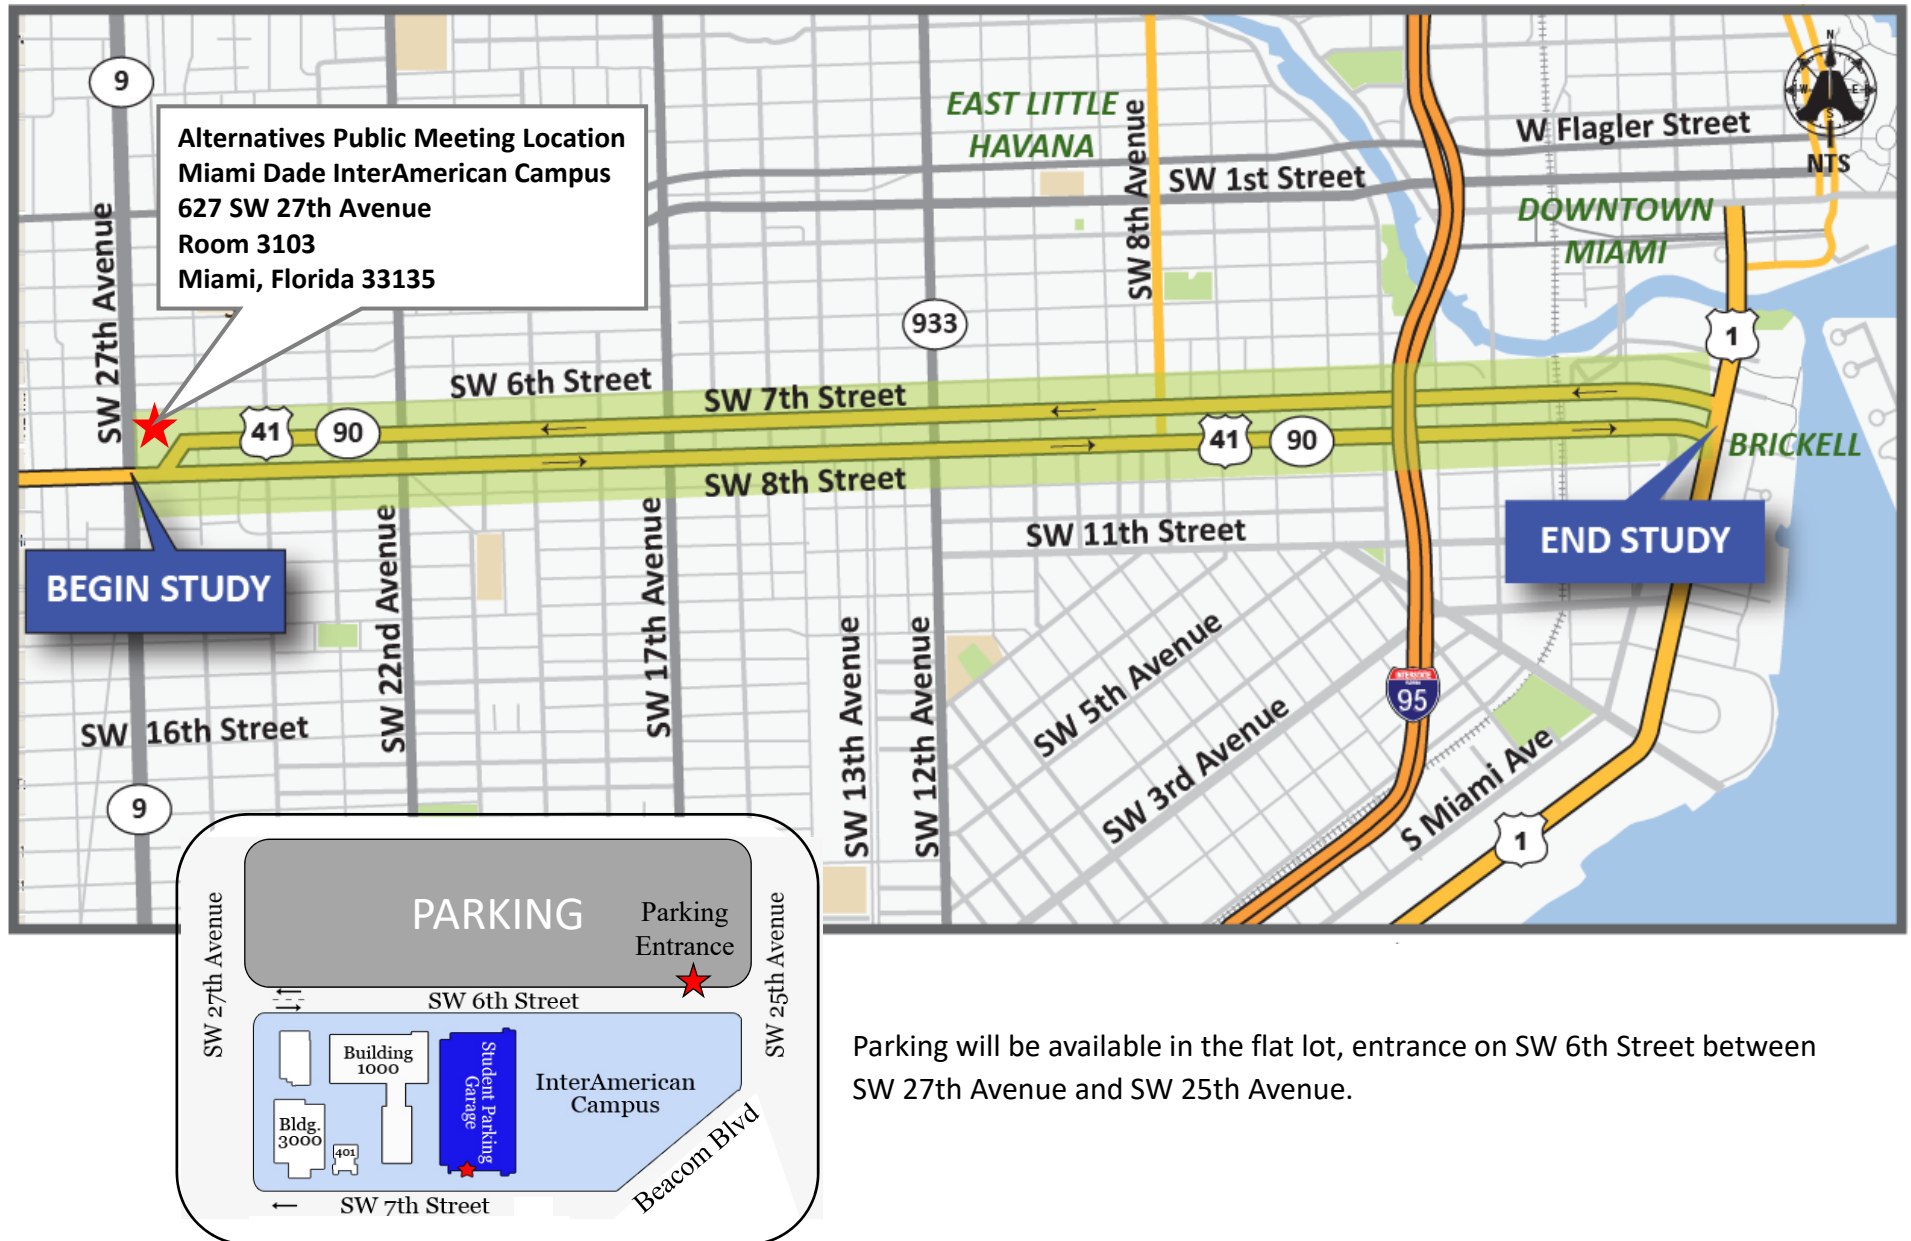 9
Alternatives Public Meeting Location
Miami Dade InterAmerican Campus
627 SW 27th Avenue
Room 3103
Miami, Florida 33135
SW 27th Avenue
EAST LITTLE
HAVANA
SW 8th Avenue
W Flagler Street
SW 1st Street
N
W
E
S
NTS
DOWNTOWN
MIAMI
933
1
SW 6th Street
SW 7th Street
41
90
41
90
BRICKELL
SW 8th Street
BEGIN STUDY
END STUDY
SW 11th Street
SW 22nd Avenue
SW 17th Avenue
SW 13th Avenue
SW 12th Avenue
SW 5th Avenue
SW 3rd Avenue
INTERSTATE
FLORIDA
95
S Miami Ave
1
SW 16th Street
9
PARKING
Parking
Entrance
SW 27th Avenue
SW 25th Avenue
SW 6th Street
Building
1000
Student Parking
Garage
InterAmerican
Campus
Bldg.
3000
401
Beacom Blvd
SW 7th Street
Parking will be available in the flat lot, entrance on SW 6th Street between
SW 27th Avenue and SW 25th Avenue.